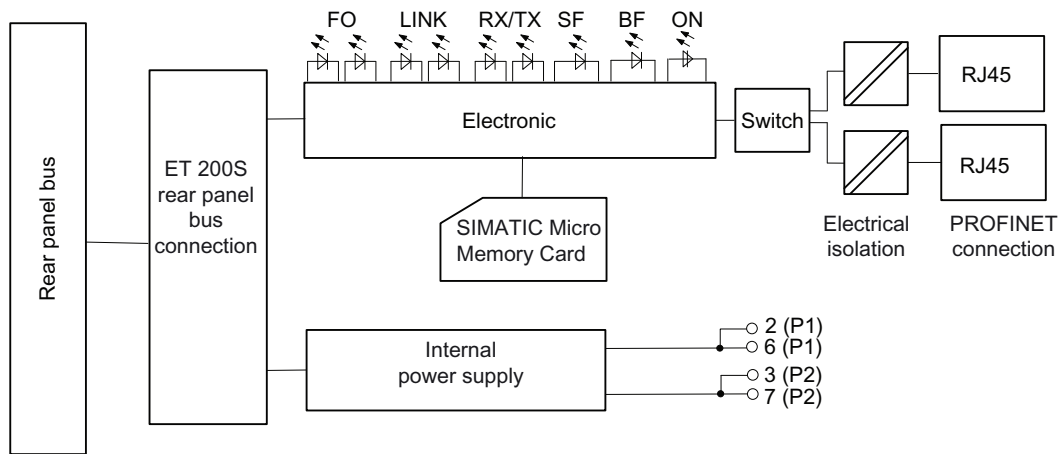 FO LINK RX/TX SF BF ON
Rear panel bus
ET 200S
rear panel
bus
connection
Electronic
Switch
RJ45
RJ45
SIMATIC Micro
Memory Card
Electrical
isolation
PROFINET
connection
Internal
power supply
2 (P1)
6 (P1)
3 (P2)
7 (P2)